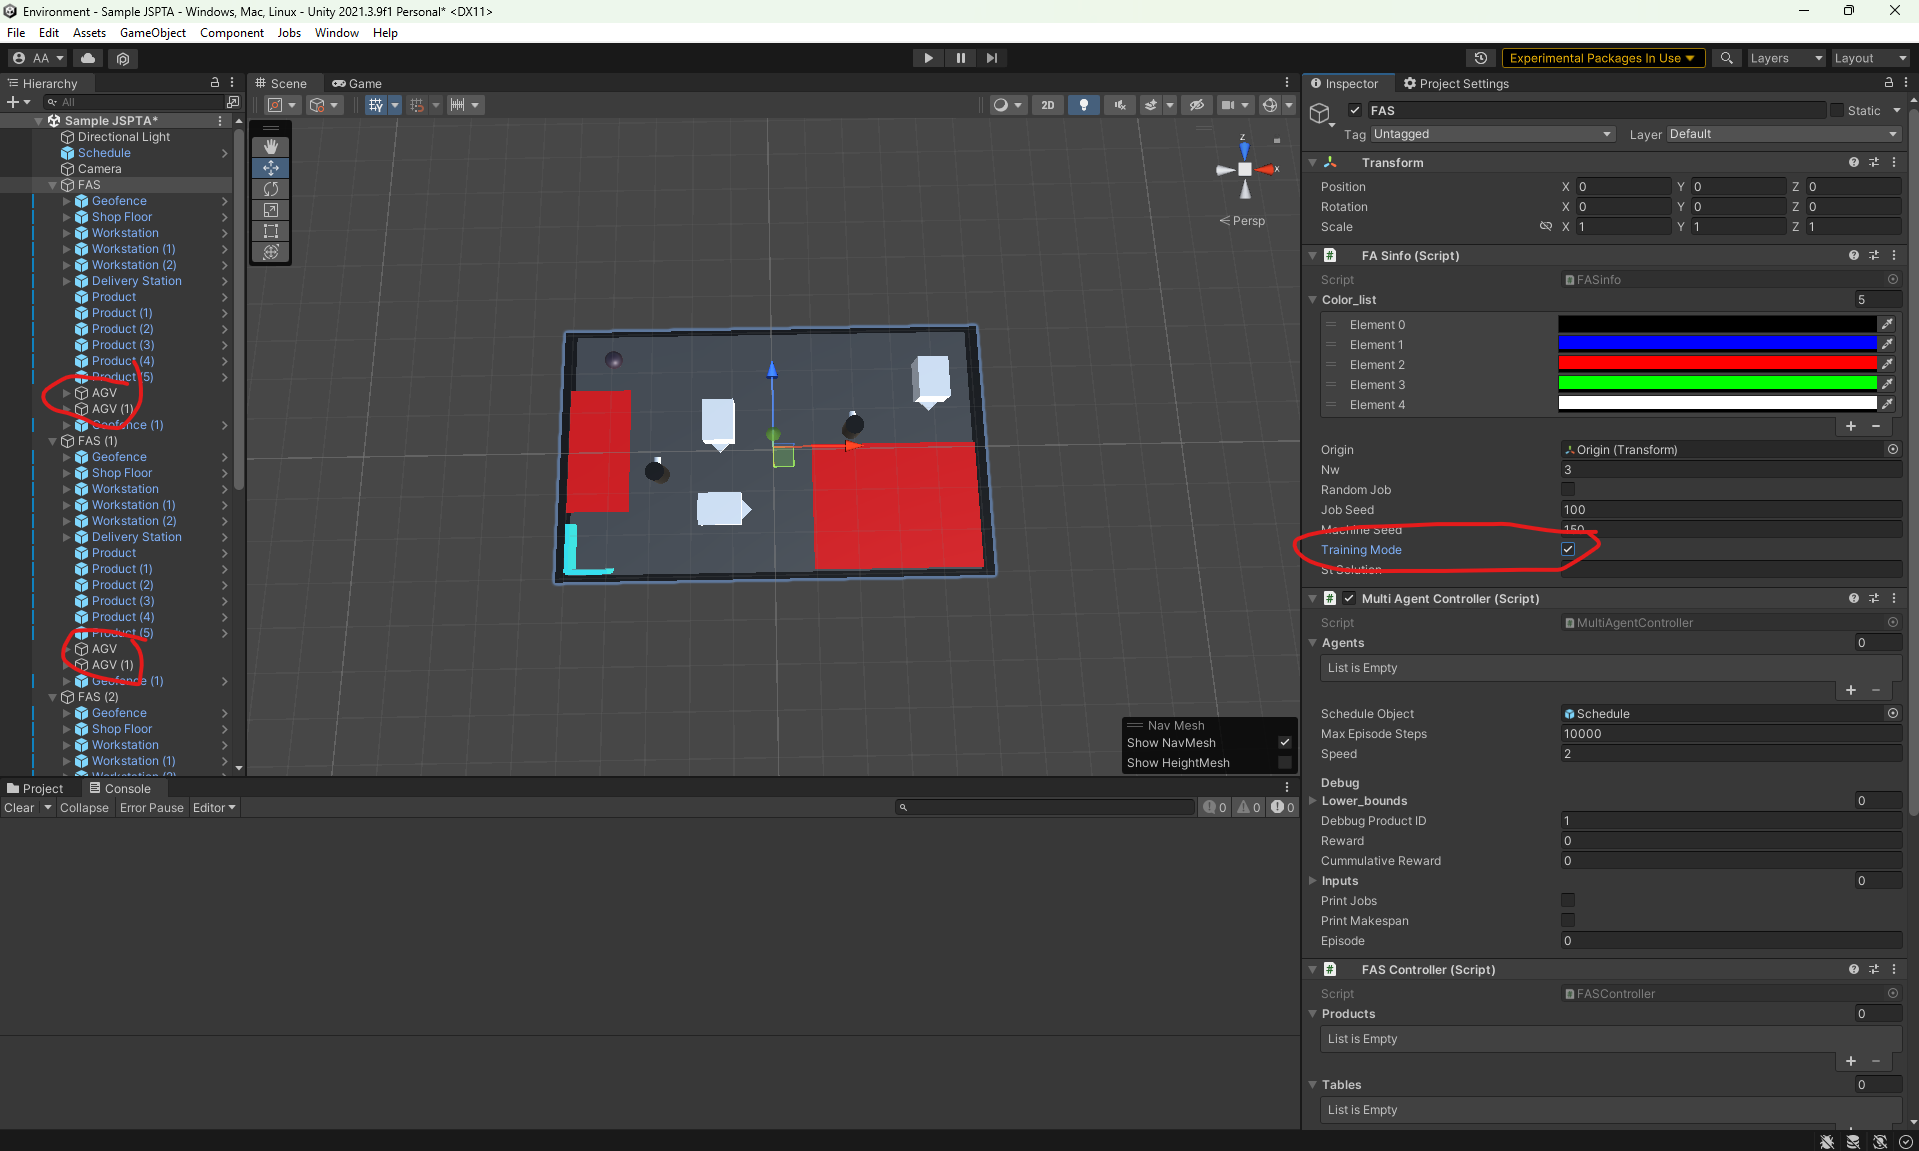 Environment - Sample JSPTA - Windows, Mac, Linux - Unity 2021.3.9f1 Personal* <DX11>
File Edit Assets GameObject Component Jobs Window Help
AA Experimental Packages In Use Layers Layout
Hierarchy
All
Sample JSPTA*
Directional Light
Schedule
Camera
FAS
Geofence
Shop Floor
Workstation
Workstation (1)
Workstation (2)
Delivery Station
Product
Product (1)
Product (2)
Product (3)
Product (4)
Product (5)
AGV
AGV (1)
Geofence (1)
FAS (1)
Geofence
Shop Floor
Workstation
Workstation (1)
Workstation (2)
Delivery Station
Product
Product (1)
Product (2)
Product (3)
Product (4)
Product (5)
AGV
AGV (1)
Geofence (1)
FAS (2)
Geofence
Shop Floor
Workstation
Workstation (1)
Workstation (2)
Scene Game
2D
z
x
Persp
Nav Mesh
Show NavMesh
Show HeightMesh
Project Console
Clear Collapse Error Pause Editor 0 0 0
Inspector Project Settings
FAS Static
Tag Untagged Layer Default
Transform
Position X 0 Y 0 Z 0
Rotation X 0 Y 0 Z 0
Scale X 1 Y 1 Z 1
FA Sinfo (Script)
Script FASinfo
Color_list 5
Element 0
Element 1
Element 2
Element 3
Element 4
Origin Origin (Transform)
Nw 3
Random Job
Job Seed 100
Machine Seed 150
Training Mode
St Solution
Multi Agent Controller (Script)
Script MultiAgentController
Agents 0
List is Empty
Schedule Object Schedule
Max Episode Steps 10000
Speed 2
Debug
Lower_bounds 0
Debbug Product ID 1
Reward 0
Cummulative Reward 0
Inputs 0
Print Jobs
Print Makespan
Episode 0
FAS Controller (Script)
Script FASController
Products 0
List is Empty
Tables 0
List is Empty